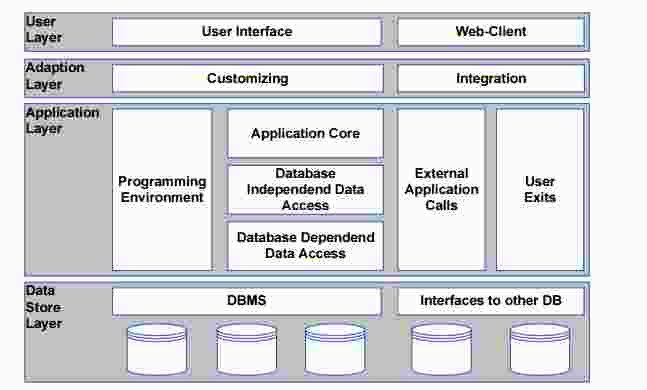 User
Layer
User Interface
Web-Client
Adaption
Layer
Customizing
Integration
Application
Layer
Programming
Environment
Application Core
Database
Independend Data
Access
Database Dependend
Data Access
External
Application
Calls
User
Exits
Data
Store
Layer
DBMS
Interfaces to other DB